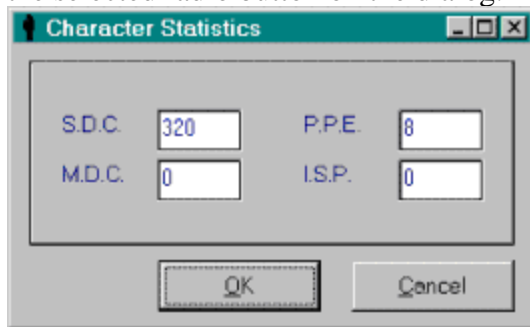 Character Statistics
S.D.C. 320 P.P.E. 8
M.D.C. 0 I.S.P. 0
OK Cancel